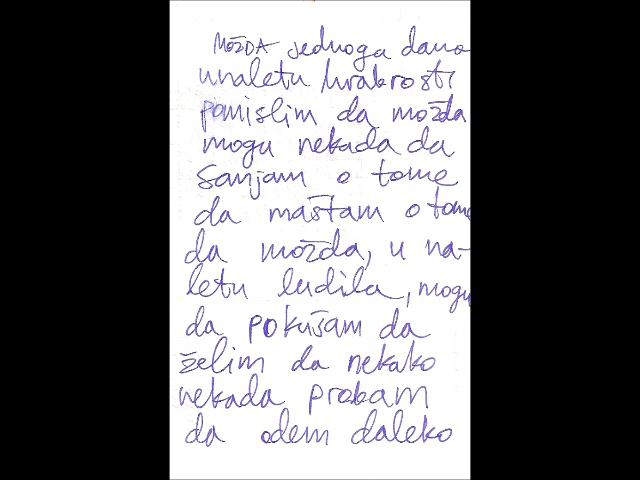 MOŽDA jednoga dana
u naletu hrabrosti
pomislim da možda
mogu nekada da
sanjam o tome
da maštam o tome
da možda, u na-
letu ludila, mogu
da pokušam da
želim da nekako
nekada probam
da odem daleko